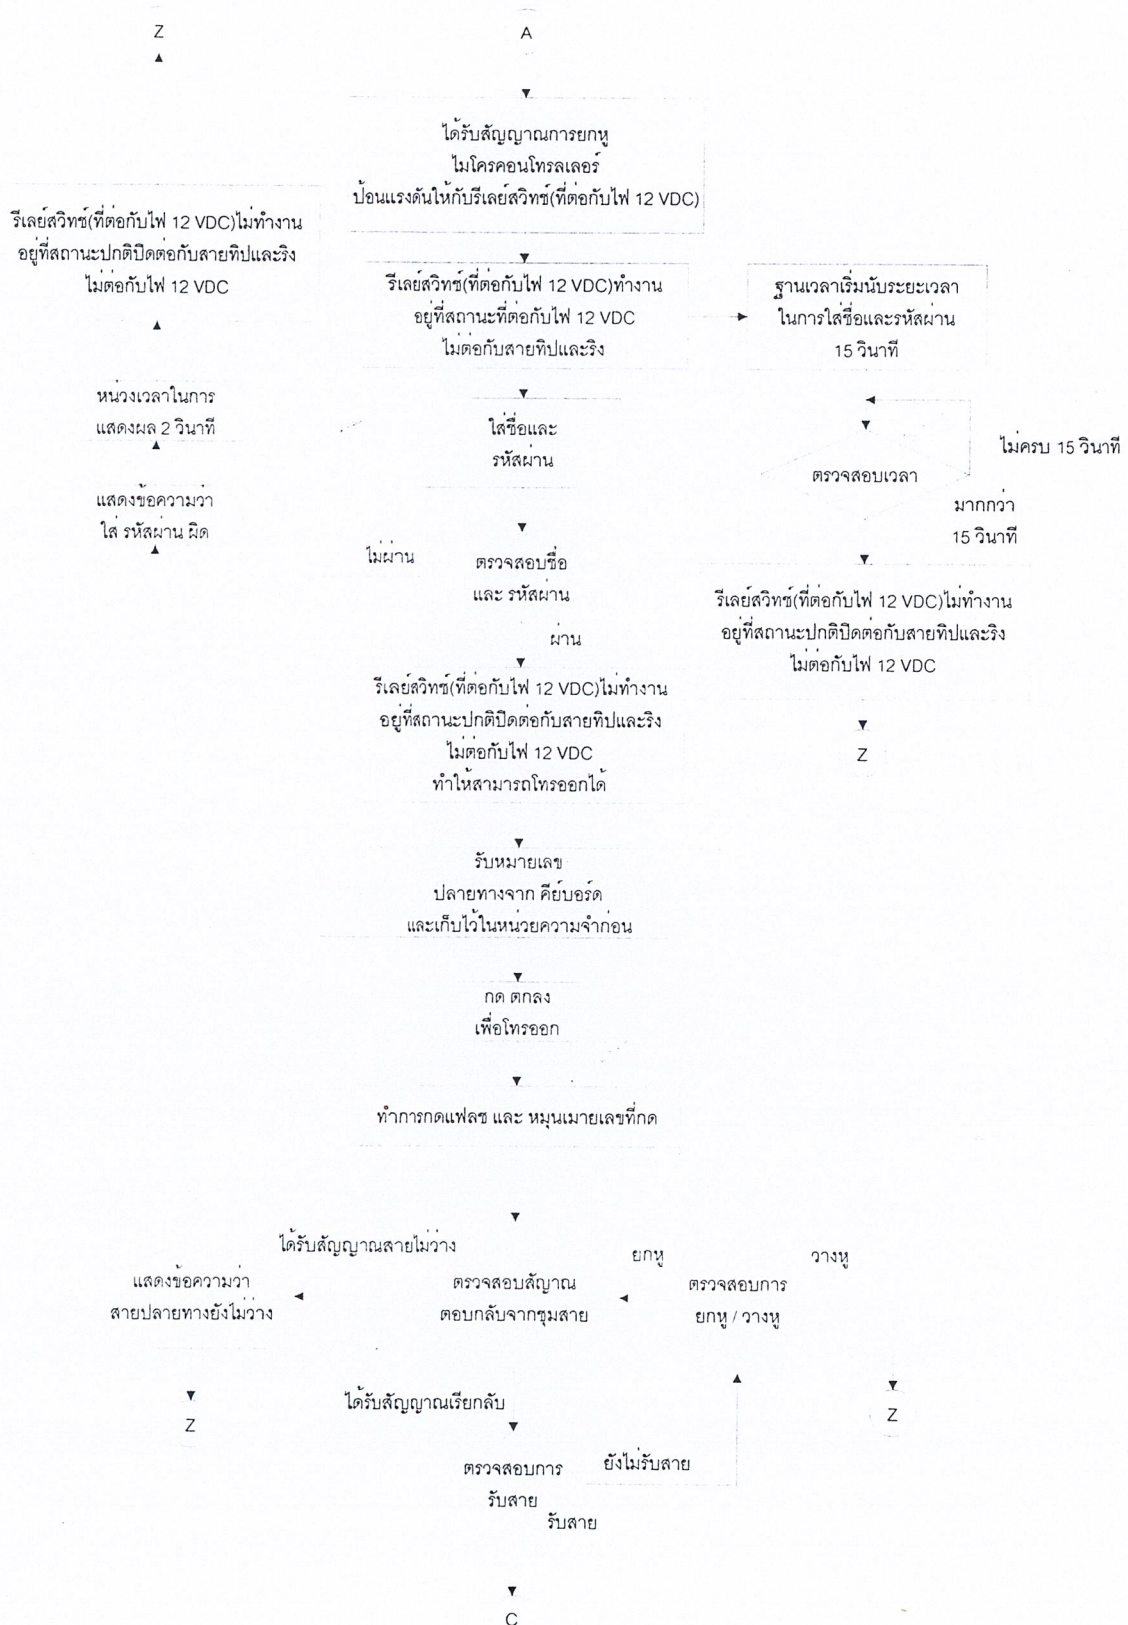 Z
A
ได้รับสัญญาณการยกหู
ไมโครคอนโทรลเลอร์
ป้อนแรงดันให้กับรีเลย์สวิทช์(ที่ต่อกับไฟ 12 VDC)
รีเลย์สวิทช์(ที่ต่อกับไฟ 12 VDC)ไม่ทำงาน
อยู่ที่สถานะปกติปิดต่อกับสายทิปและริง
ไม่ต่อกับไฟ 12 VDC
รีเลย์สวิทช์(ที่ต่อกับไฟ 12 VDC)ทำงาน
อยู่ที่สถานะที่ต่อกับไฟ 12 VDC
ไม่ต่อกับสายทิปและริง
ฐานเวลาเริ่มนับระยะเวลา
ในการใส่ชื่อและรหัสผ่าน
15 วินาที
หน่วงเวลาในการ
แสดงผล 2 วินาที
ใส่ชื่อและ
รหัสผ่าน
ไม่ครบ 15 วินาที
ตรวจสอบเวลา
มากกว่า
15 วินาที
แสดงข้อความว่า
ใส่ รหัสผ่าน ผิด
ไม่ผ่าน
ตรวจสอบชื่อ
และ รหัสผ่าน
ผ่าน
รีเลย์สวิทช์(ที่ต่อกับไฟ 12 VDC)ไม่ทำงาน
อยู่ที่สถานะปกติปิดต่อกับสายทิปและริง
ไม่ต่อกับไฟ 12 VDC
Z
รีเลย์สวิทช์(ที่ต่อกับไฟ 12 VDC)ไม่ทำงาน
อยู่ที่สถานะปกติปิดต่อกับสายทิปและริง
ไม่ต่อกับไฟ 12 VDC
ทำให้สามารถโทรออกได้
รับหมายเลข
ปลายทางจาก คีย์บอร์ด
และเก็บไว้ในหน่วยความจำก่อน
กด ตกลง
เพื่อโทรออก
ทำการกดแฟลช และ หมุนเมายเลขที่กด
ได้รับสัญญาณสายไม่ว่าง
ยกหู
วางหู
แสดงข้อความว่า
สายปลายทางยังไม่ว่าง
ตรวจสอบสัญาณ
ตอบกลับจากชุมสาย
ตรวจสอบการ
ยกหู / วางหู
Z
ได้รับสัญญาณเรียกลับ
Z
ตรวจสอบการ
รับสาย
ยังไม่รับสาย
รับสาย
C